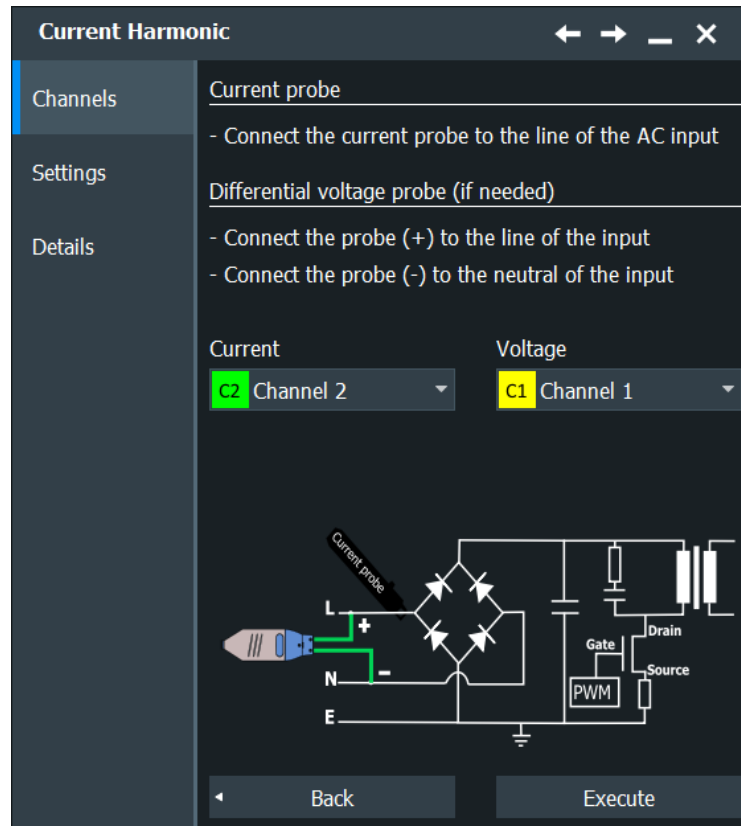 Current Harmonic
Channels
Settings
Details
Current probe
- Connect the current probe to the line of the AC input
Differential voltage probe (if needed)
- Connect the probe (+) to the line of the input
- Connect the probe (-) to the neutral of the input
Current
Voltage
C2 Channel 2
C1 Channel 1
Current probe
L
+
-
N
E
Gate
Drain
Source
PWM
Back
Execute